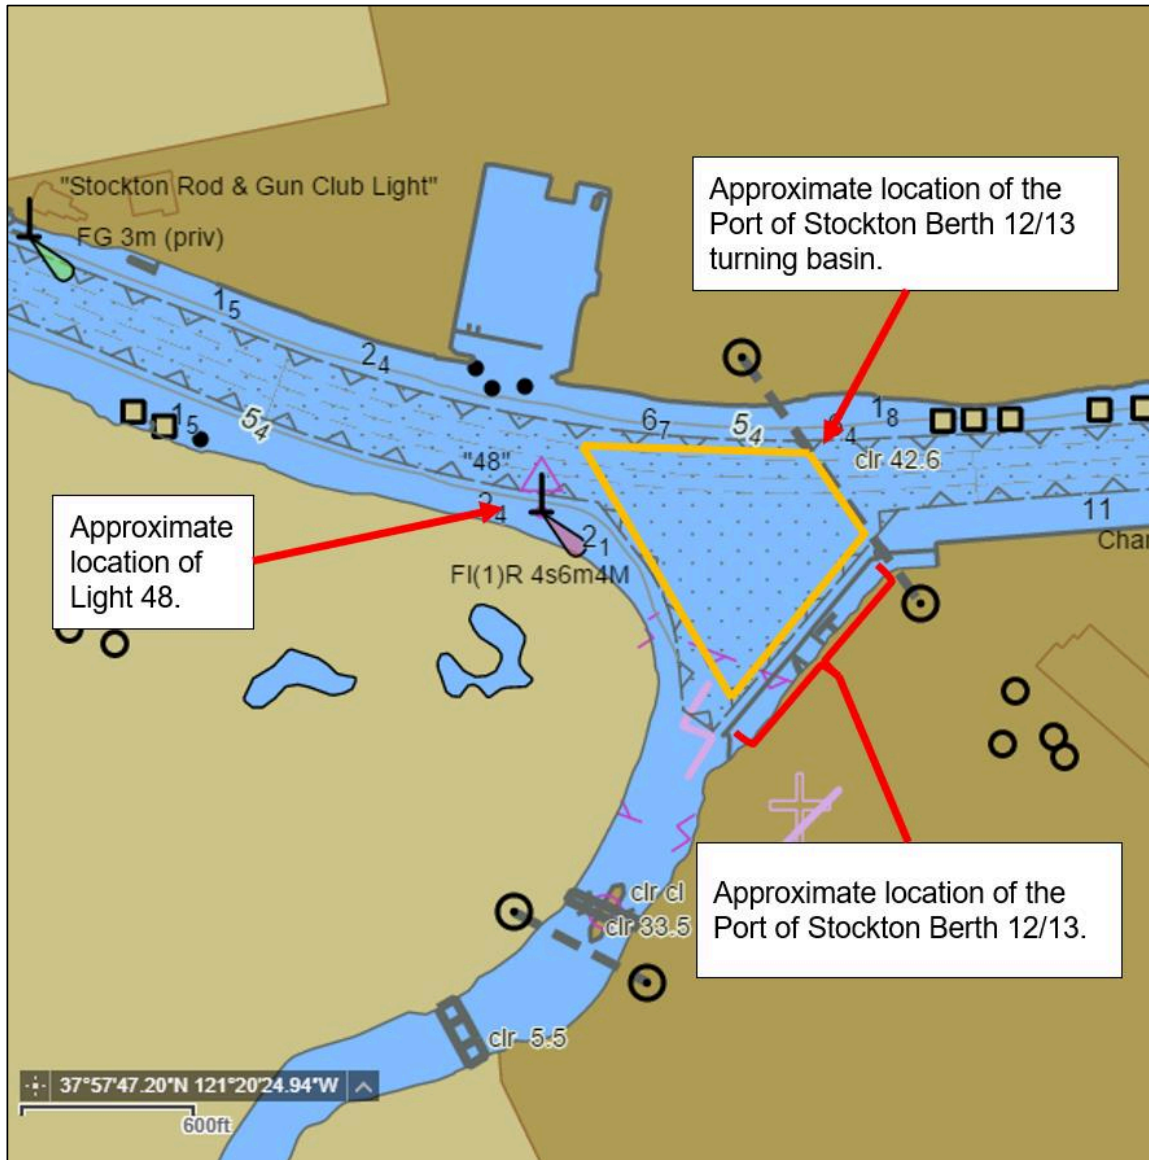 "Stockton Rod & Gun Club Light"
FG 3m (priv)
Approximate location of the
Port of Stockton Berth 12/13
turning basin.
1₅
2₄
6₇
5₄
1₈
clr 42.6
1₅
5₄
"48"
11
Char
2₁
Fl(1)R 4s6m4M
Approximate
location of
Light 48.
Approximate location of the
Port of Stockton Berth 12/13.
clr cl
clr 33.5
clr 5.5
37°57'47.20"N 121°20'24.94"W
600ft